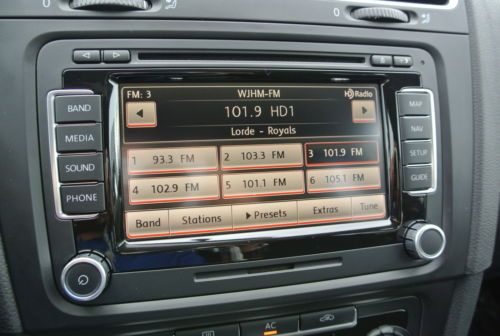 FM: 3 WJHM-FM HD Radio
101.9 HD1
Lorde - Royals
1 93.3 FM 2 103.3 FM 3 101.9 FM
4 102.9 FM 5 101.1 FM 6 105.1 FM
Band Stations Presets Extras Tune
BAND
MEDIA
SOUND
PHONE
MAP
NAV
SETUP
GUIDE
AC